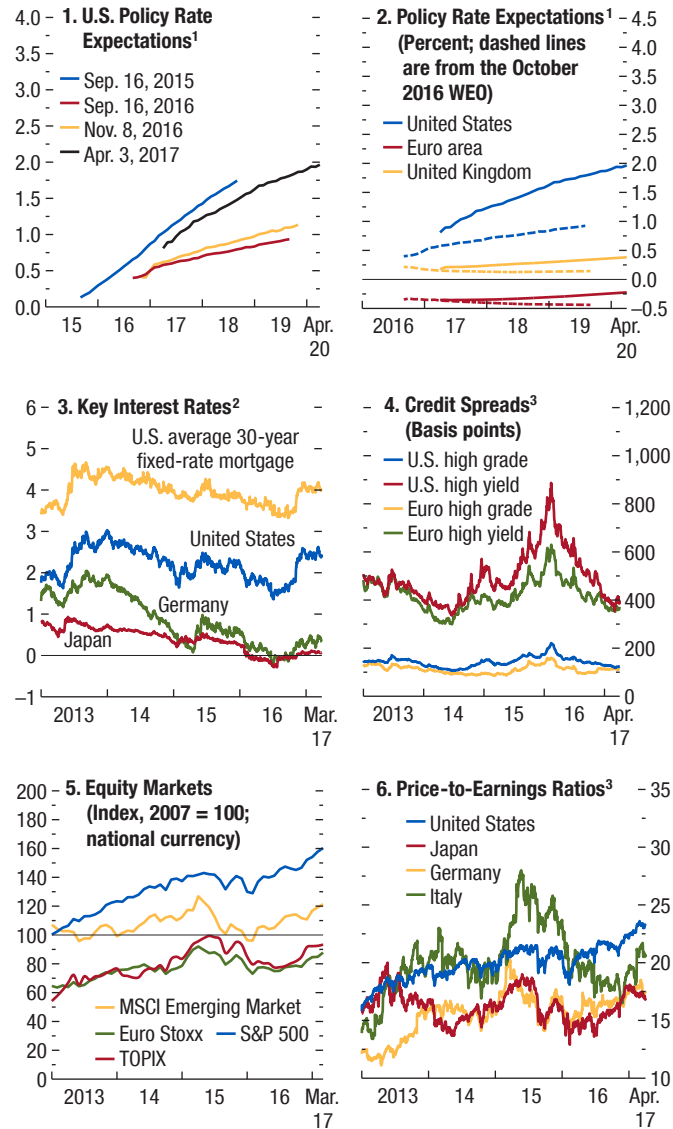 1. U.S. Policy Rate
Expectations1
Sep. 16, 2015
Sep. 16, 2016
Nov. 8, 2016
Apr. 3, 2017
4.0
3.5
3.0
2.5
2.0
1.5
1.0
0.5
0.0
15 16 17 18 19 Apr.
20
2. Policy Rate Expectations1
(Percent; dashed lines
are from the October
2016 WEO)
United States
Euro area
United Kingdom
4.5
4.0
3.5
3.0
2.5
2.0
1.5
1.0
0.5
0.0
–0.5
2016 17 18 19 Apr.
20
3. Key Interest Rates2
U.S. average 30-year
fixed-rate mortgage
United States
Germany
Japan
6
5
4
3
2
1
0
–1
2013 14 15 16 Mar.
17
4. Credit Spreads3
(Basis points)
U.S. high grade
U.S. high yield
Euro high grade
Euro high yield
1,200
1,000
800
600
400
200
0
2013 14 15 16 Apr.
17
5. Equity Markets
(Index, 2007 = 100;
national currency)
MSCI Emerging Market
Euro Stoxx S&P 500
TOPIX
200
180
160
140
120
100
80
60
40
20
0
2013 14 15 16 Mar.
17
6. Price-to-Earnings Ratios3
United States
Japan
Germany
Italy
35
30
25
20
15
10
2013 14 15 16 Apr.
17